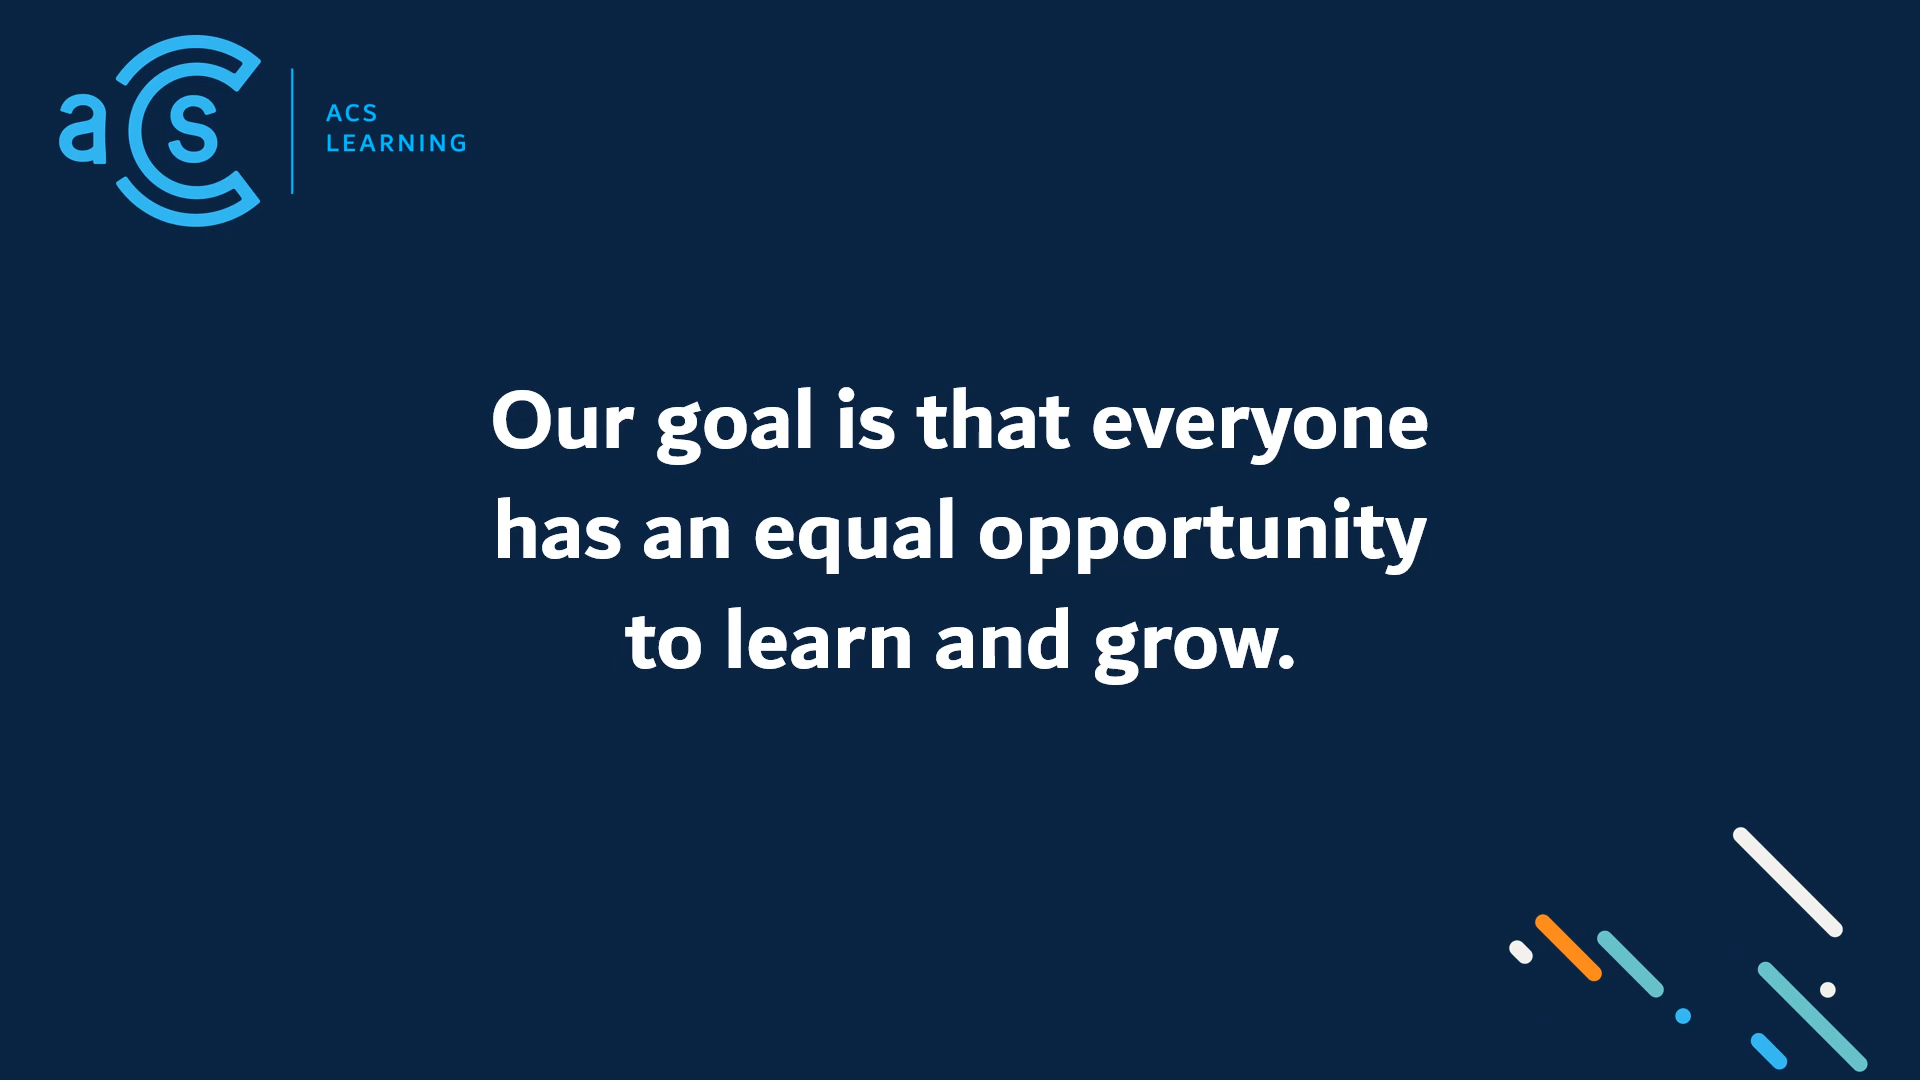 acs
ACS
LEARNING
Our goal is that everyone
has an equal opportunity
to learn and grow.